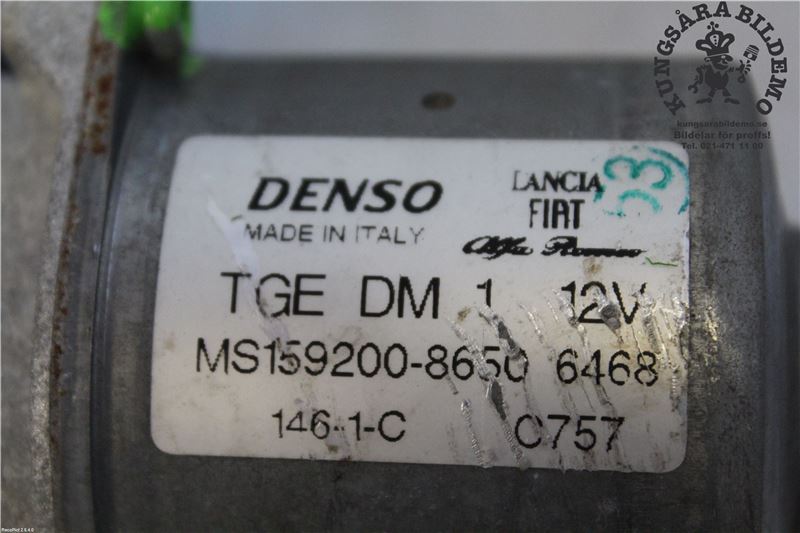 KUNGSÅRA BILDEMO
kungsarabildemo.se
Bildelar för proffs!
Tel. 021-471 11 00
DENSO
MADE IN ITALY
LANCIA
FIAT
Alfa Romeo
53
TGE DM 1 12V
MS159200-8650 6468
146-1-C C757